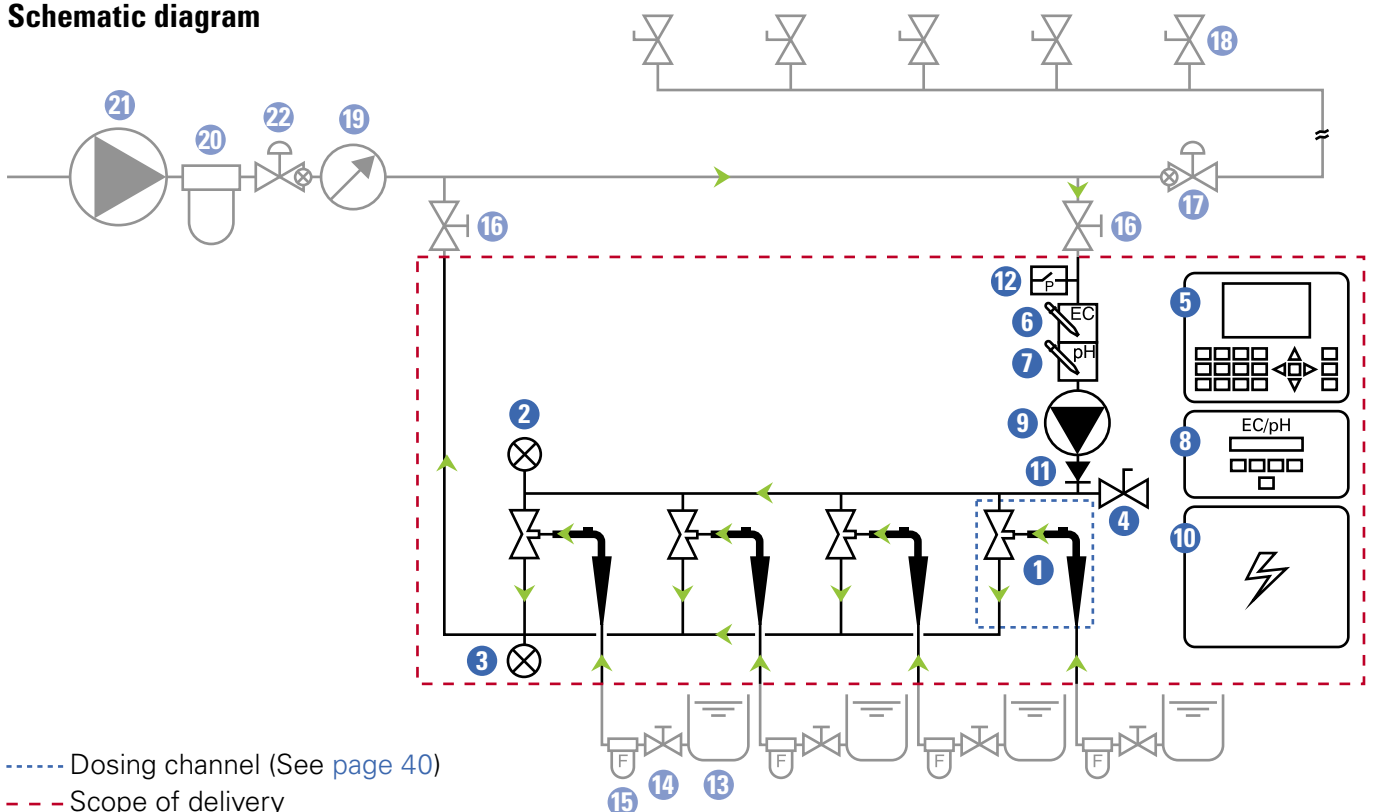 Schematic diagram
18
21
20
22
19
17
16
16
12
P
6
EC
7
pH
5
9
2
EC/pH
8
11
4
10
1
3
F
F
F
F
14
13
15
Dosing channel (See page 40)
Scope of delivery